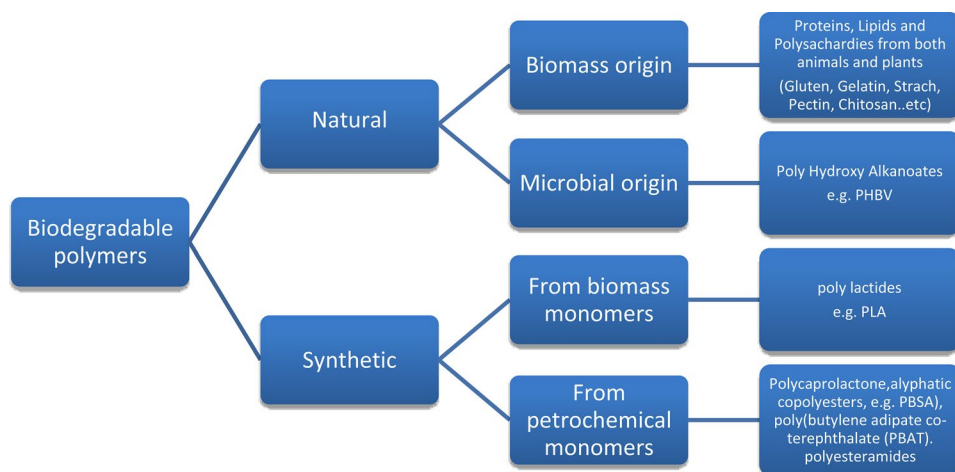 Biodegradable
polymers
Natural
Synthetic
Biomass origin
Microbial origin
From biomass
monomers
From
petrochemical
monomers
Proteins, Lipids and
Polysachardies from both
animals and plants
(Gluten, Gelatin, Strach,
Pectin, Chitosan..etc)
Poly Hydroxy Alkanoates
e.g. PHBV
poly lactides
e.g. PLA
Polycaprolactone,alyphatic
copolyesters, e.g. PBSA),
poly(butylene adipate co-
terephthalate (PBAT).
polyesteramides